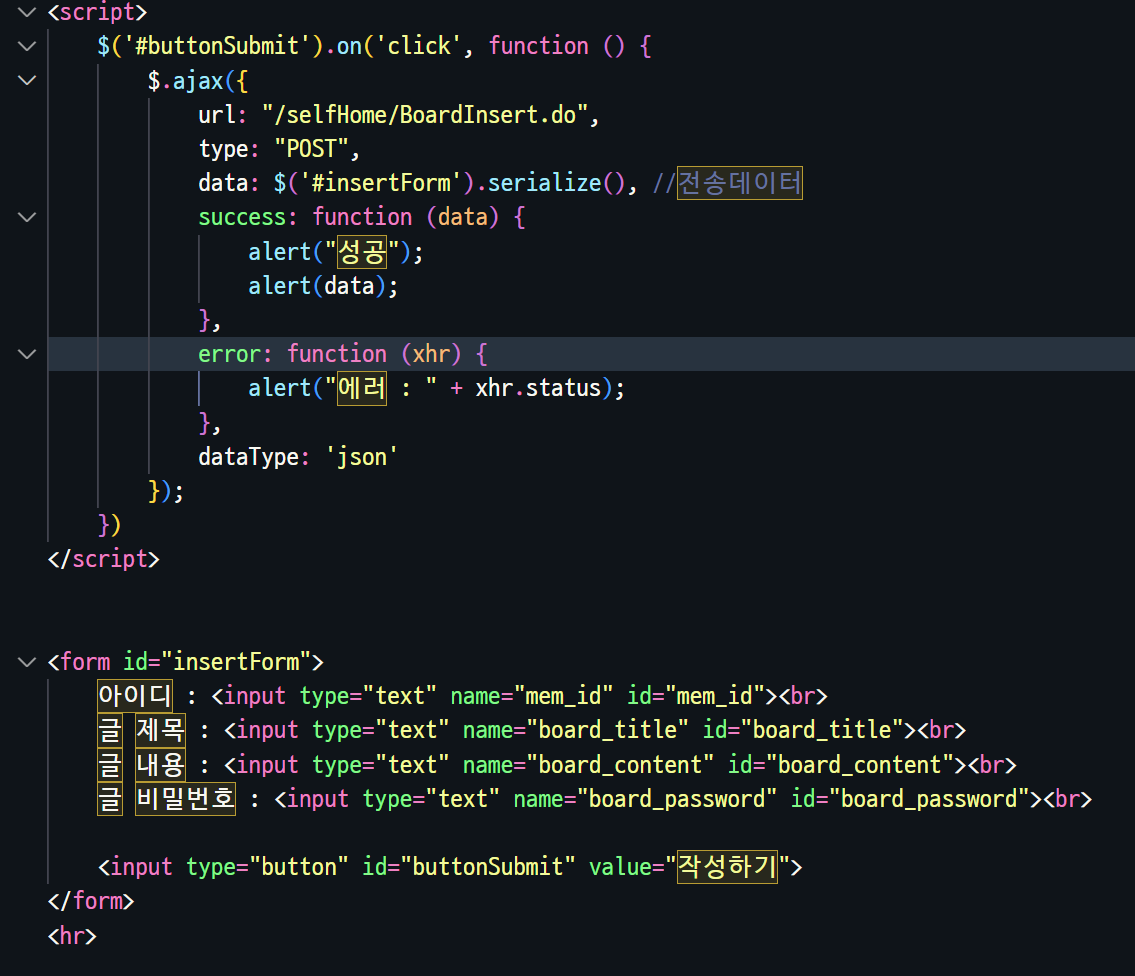 <script>
$('#buttonSubmit').on('click', function () {
$.ajax({
url: "/selfHome/BoardInsert.do",
type: "POST",
data: $('#insertForm').serialize(), //전송데이터
success: function (data) {
alert("성공");
alert(data);
},
error: function (xhr) {
alert("에러 : " + xhr.status);
},
dataType: 'json'
});
})
</script>
<form id="insertForm">
아이디 : <input type="text" name="mem_id" id="mem_id"><br>
글 제목 : <input type="text" name="board_title" id="board_title"><br>
글 내용 : <input type="text" name="board_content" id="board_content"><br>
글 비밀번호 : <input type="text" name="board_password" id="board_password"><br>
<input type="button" id="buttonSubmit" value="작성하기">
</form>
<hr>